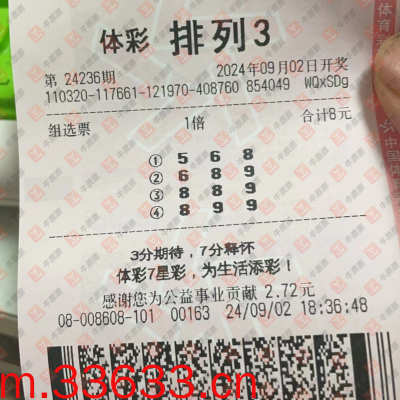 体彩 排列3
第 24236期 2024年09月02日开奖
110320-117661-121970-408760 854049 WQxSDg
组选票 1倍 合计8元
① 5 6 8
② 6 8 9
③ 8 8 9
④ 8 9 9
3分期待，7分释怀
体彩7星彩，为生活添彩！
感谢您为公益事业贡献 2.72元
08-008608-101 00163 24/09/02 18:36:48
m.33633.cn
体育
中国体